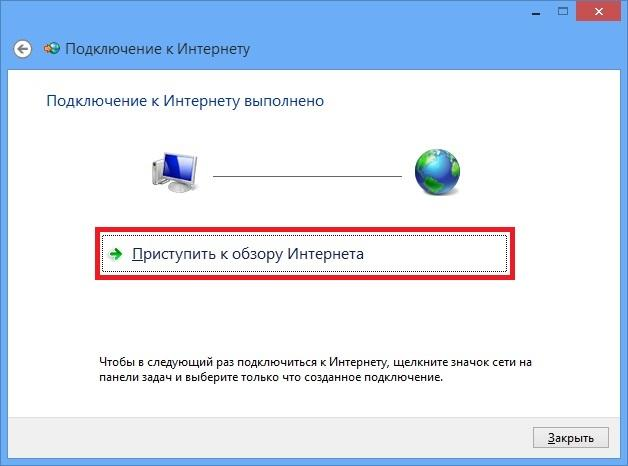 Подключение к Интернету
Подключение к Интернету выполнено
Приступить к обзору Интернета
Чтобы в следующий раз подключиться к Интернету, щелкните значок сети на
панели задач и выберите только что созданное подключение.
Закрыть